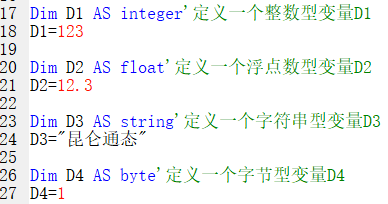 17 Dim D1 AS integer'定义一个整数型变量D1
18 D1=123
19
20 Dim D2 AS float'定义一个浮点数型变量D2
21 D2=12.3
22
23 Dim D3 AS string'定义一个字符串型变量D3
24 D3="昆仑通态"
25
26 Dim D4 AS byte'定义一个字节型变量D4
27 D4=1